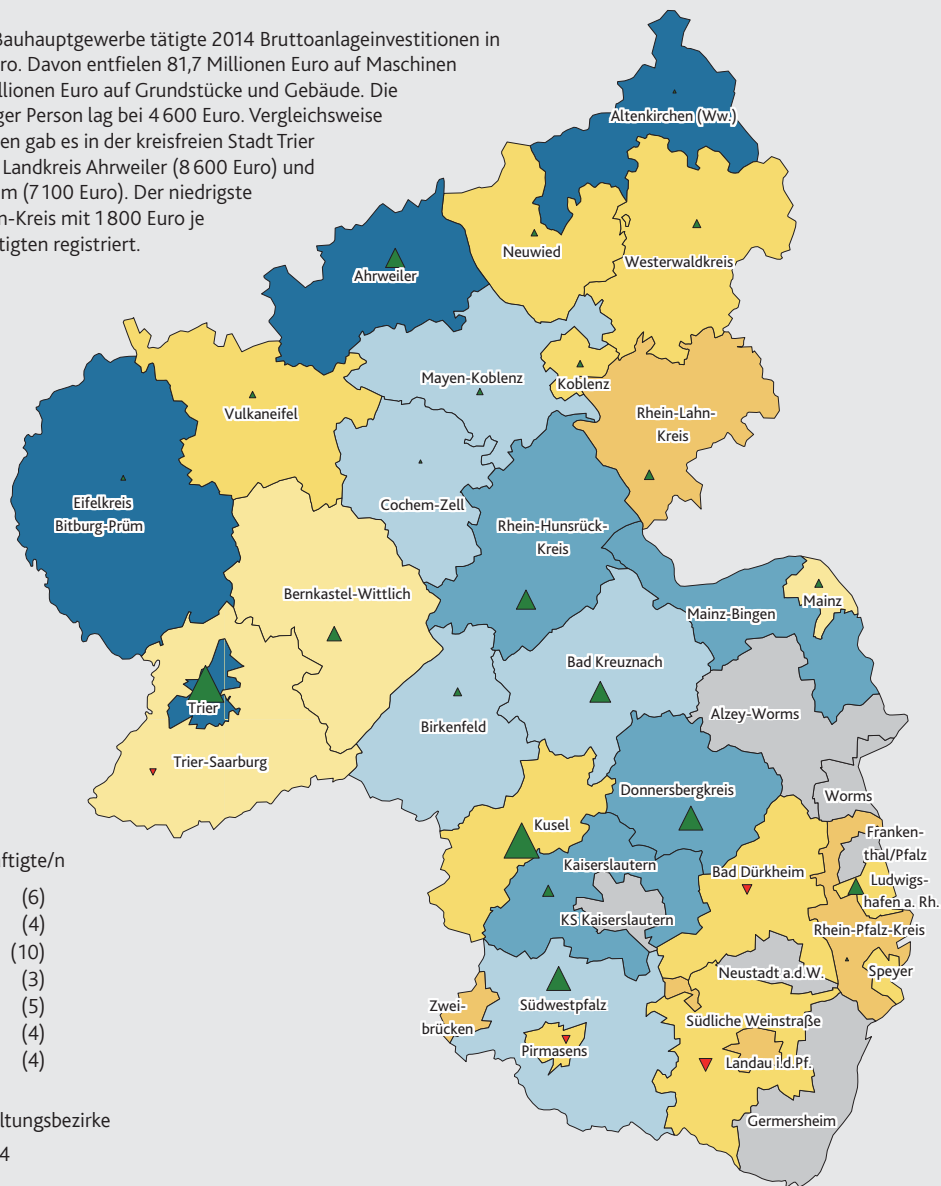 Bauhauptgewerbe tätigte 2014 Bruttoanlageinvestitionen in
ro. Davon entfielen 81,7 Millionen Euro auf Maschinen
llionen Euro auf Grundstücke und Gebäude. Die
ger Person lag bei 4 600 Euro. Vergleichsweise
en gab es in der kreisfreien Stadt Trier
Landkreis Ahrweiler (8 600 Euro) und
m (7 100 Euro). Der niedrigste
n-Kreis mit 1 800 Euro je
tigten registriert.
Altenkirchen (Ww.)
Neuwied
Westerwaldkreis
Ahrweiler
Mayen-Koblenz
Koblenz
Vulkaneifel
Rhein-Lahn-
Kreis
Cochem-Zell
Eifelkreis
Bitburg-Prüm
Rhein-Hunsrück-
Kreis
Bernkastel-Wittlich
Mainz-Bingen
Mainz
Bad Kreuznach
Trier
Birkenfeld
Alzey-Worms
Trier-Saarburg
Donnersbergkreis
Worms
Kusel
Franken-
thal/Pfalz
Kaiserslautern
Bad Dürkheim
Ludwigs-
hafen a. Rh.
KS Kaiserslautern
Rhein-Pfalz-Kreis
Neustadt a.d.W.
Speyer
Zwei-
brücken
Südwestpfalz
Südliche Weinstraße
Pirmasens
Landau i.d.Pf.
Germersheim
ftigte/n
(6)
(4)
(10)
(3)
(5)
(4)
(4)
ltungsbezirke
4